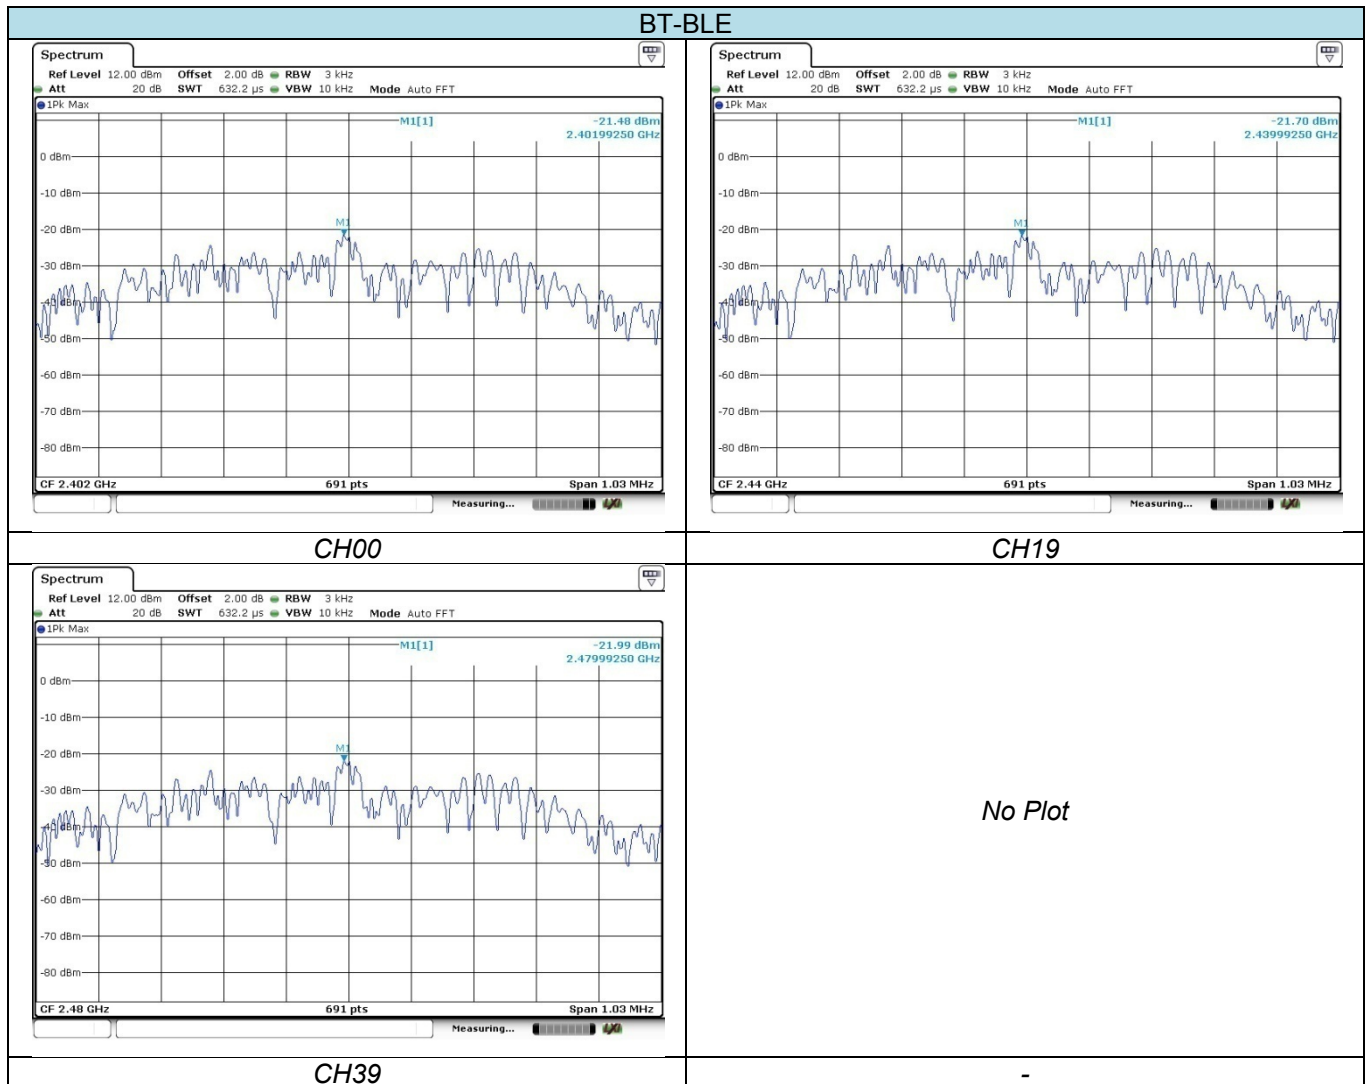 BT-BLE
Spectrum
Ref Level 12.00 dBm Offset 2.00 dB RBW 3 kHz
Att 20 dB SWT 632.2 µs VBW 10 kHz Mode Auto FFT
1Pk Max
M1[1] -21.48 dBm
2.40199250 GHz
0 dBm
-10 dBm
M1
-20 dBm
-30 dBm
-40 dBm
-50 dBm
-60 dBm
-70 dBm
-80 dBm
CF 2.402 GHz 691 pts Span 1.03 MHz
Measuring...
CH00
Spectrum
Ref Level 12.00 dBm Offset 2.00 dB RBW 3 kHz
Att 20 dB SWT 632.2 µs VBW 10 kHz Mode Auto FFT
1Pk Max
M1[1] -21.70 dBm
2.43999250 GHz
0 dBm
-10 dBm
M1
-20 dBm
-30 dBm
-40 dBm
-50 dBm
-60 dBm
-70 dBm
-80 dBm
CF 2.44 GHz 691 pts Span 1.03 MHz
Measuring...
CH19
Spectrum
Ref Level 12.00 dBm Offset 2.00 dB RBW 3 kHz
Att 20 dB SWT 632.2 µs VBW 10 kHz Mode Auto FFT
1Pk Max
M1[1] -21.99 dBm
2.47999250 GHz
0 dBm
-10 dBm
M1
-20 dBm
-30 dBm
-40 dBm
-50 dBm
-60 dBm
-70 dBm
-80 dBm
CF 2.48 GHz 691 pts Span 1.03 MHz
Measuring...
CH39
No Plot
-